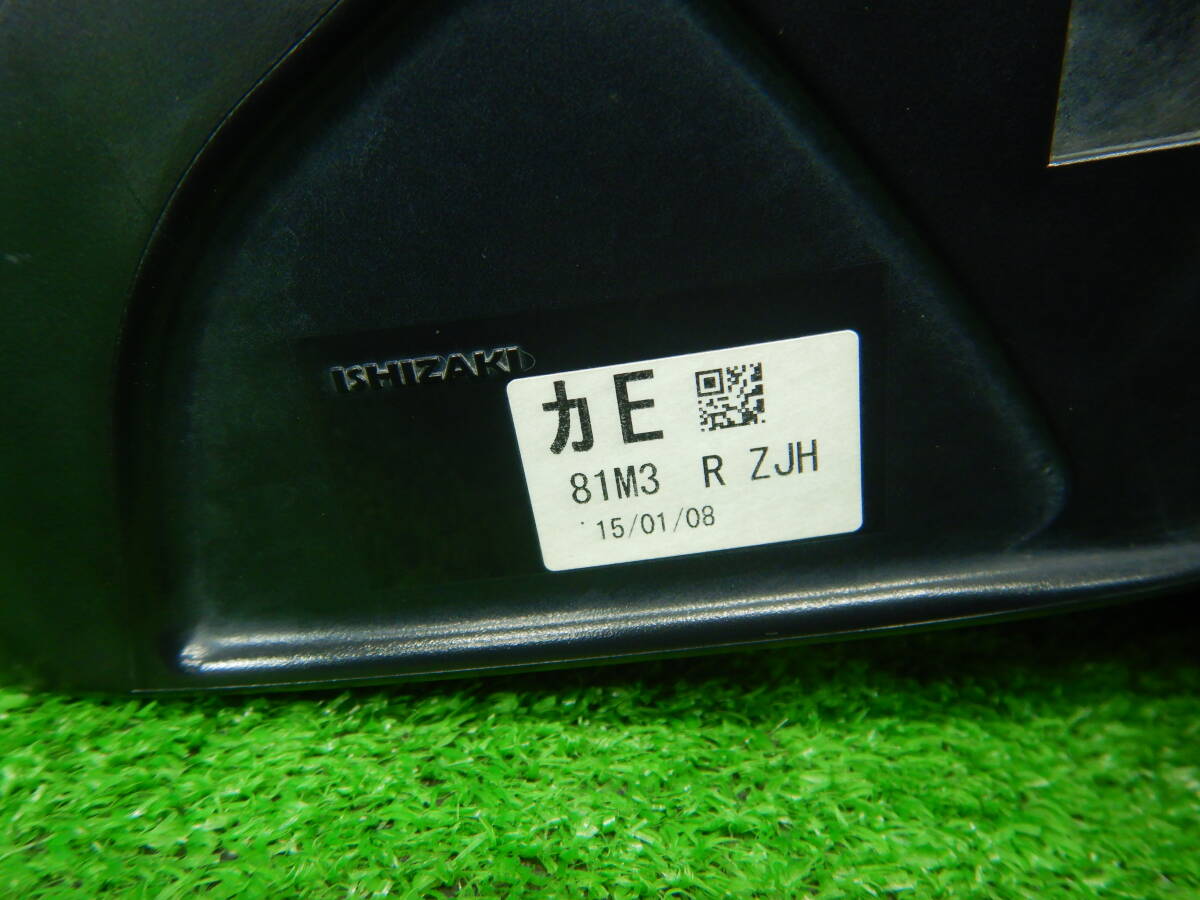 ISHIZAKI
カE
81M3 R ZJH
'15/01/08